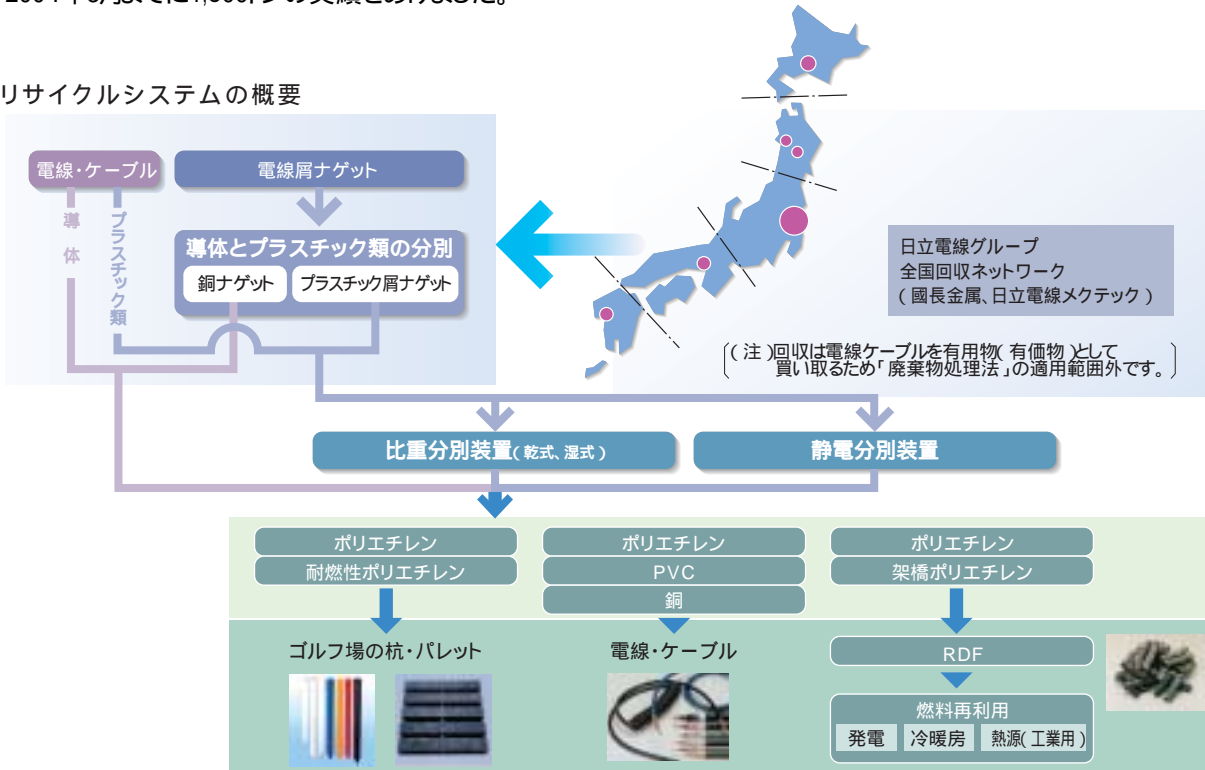 リサイクルシステムの概要
電線・ケーブル
電線屑ナゲット
導体
プラスチック類
導体とプラスチック類の分別
銅ナゲット
プラスチック屑ナゲット
日立電線グループ
全国回収ネットワーク
(國長金属、日立電線メクテック)
(注)回収は電線ケーブルを有用物(有価物)として
買い取るため「廃棄物処理法」の適用範囲外です。
比重分別装置(乾式、湿式)
静電分別装置
ポリエチレン
耐燃性ポリエチレン
ポリエチレン
PVC
銅
ポリエチレン
架橋ポリエチレン
ゴルフ場の杭・パレット
電線・ケーブル
RDF
燃料再利用
発電
冷暖房
熱源(工業用)